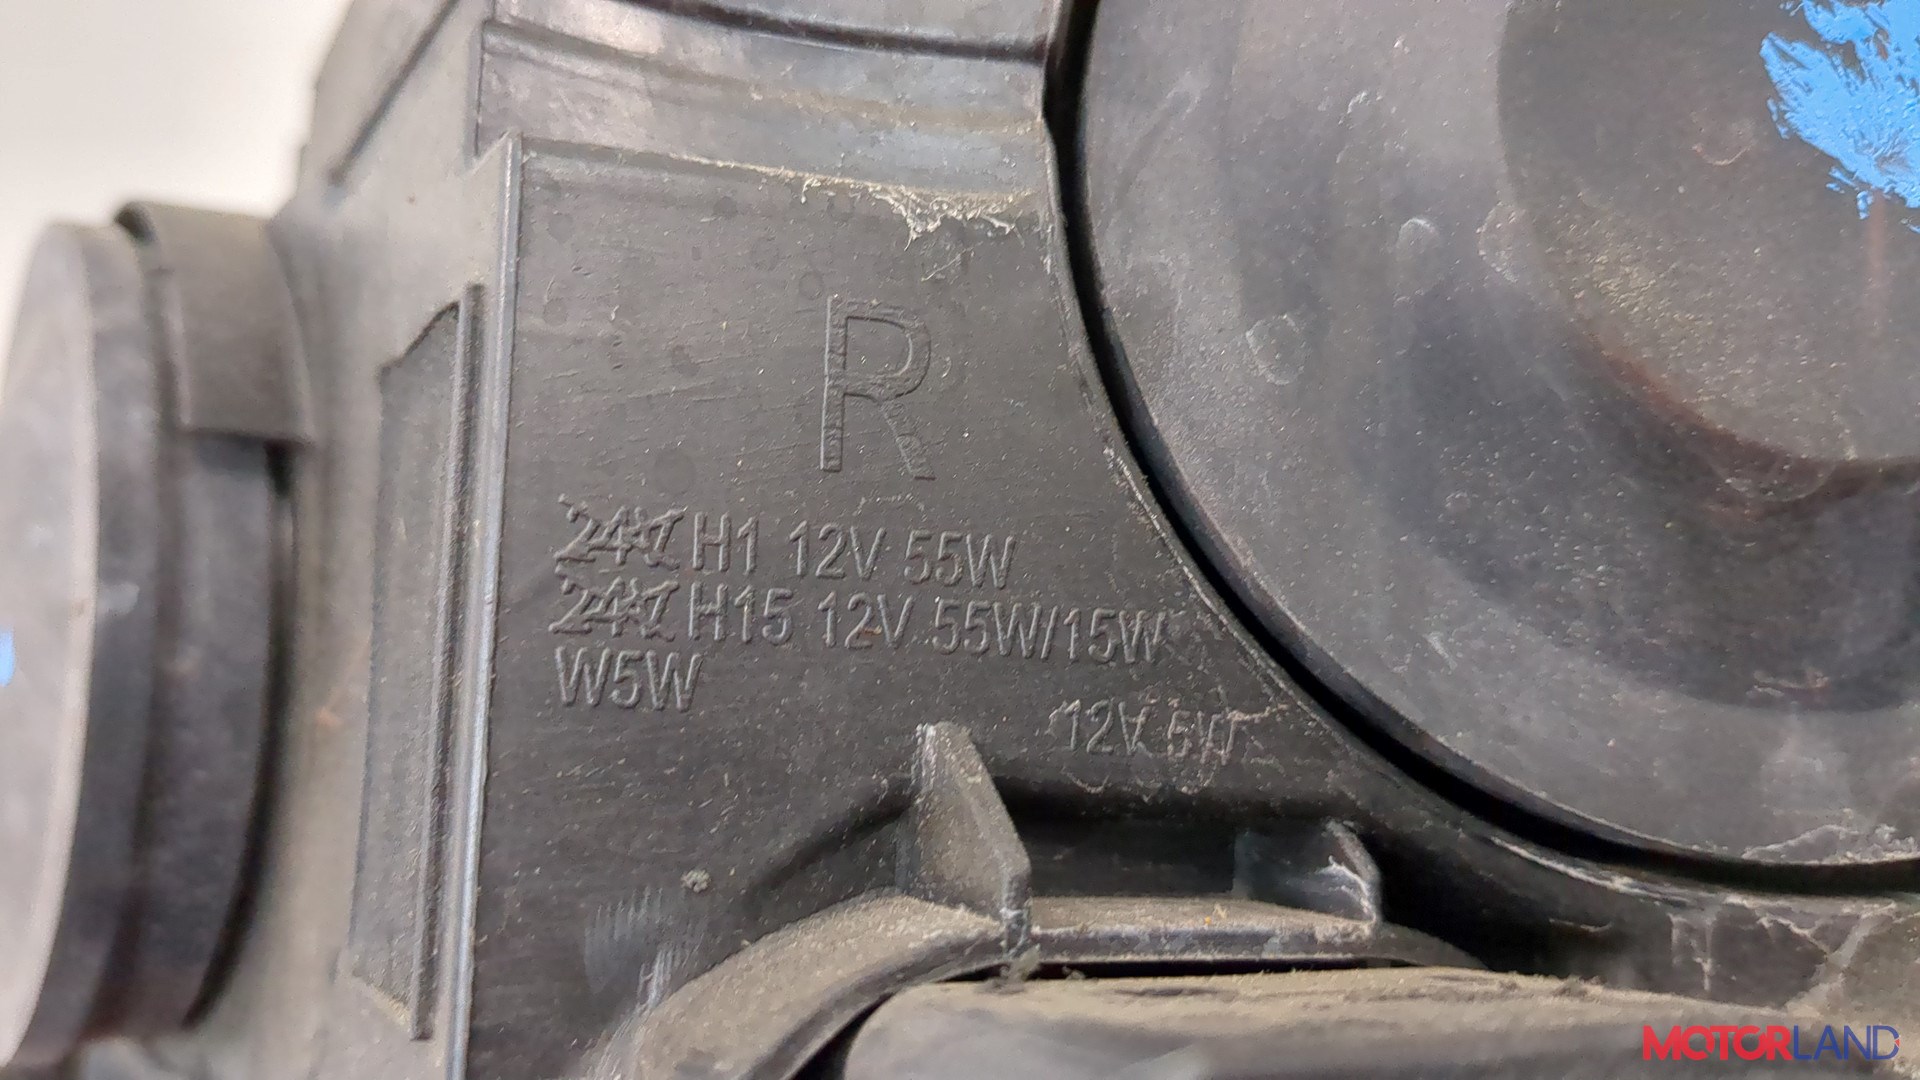 R
H1 12V 55W
H15 12V 55W/15W
W5W
12V 5W
MOTORLAND